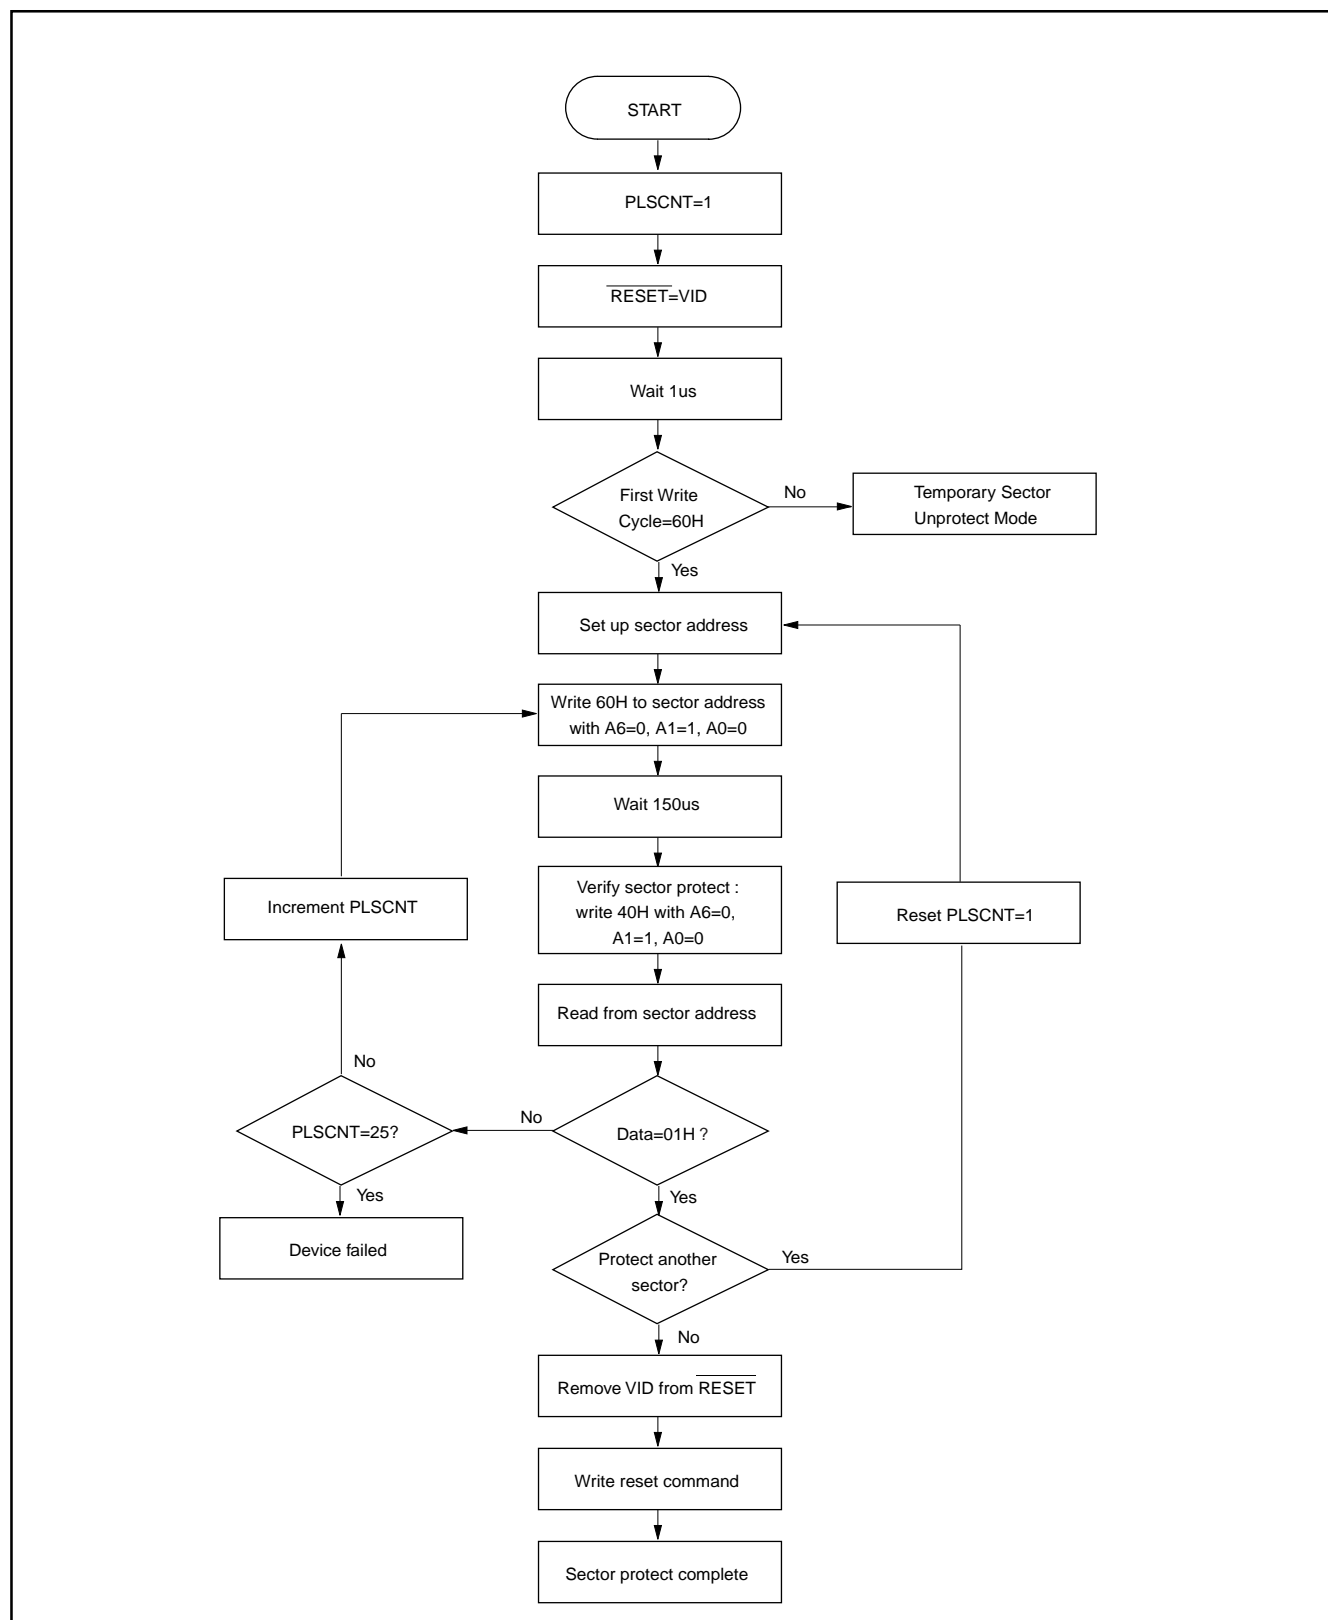 START
PLSCNT=1
RESET=VID
Wait 1us
First Write
Cycle=60H
No
Temporary Sector
Unprotect Mode
Yes
Set up sector address
Write 60H to sector address
with A6=0, A1=1, A0=0
Wait 150us
Verify sector protect :
write 40H with A6=0,
A1=1, A0=0
Increment PLSCNT
Reset PLSCNT=1
Read from sector address
No
PLSCNT=25?
No
Data=01H ?
Yes
Yes
Device failed
Protect another
sector?
Yes
No
Remove VID from RESET
Write reset command
Sector protect complete